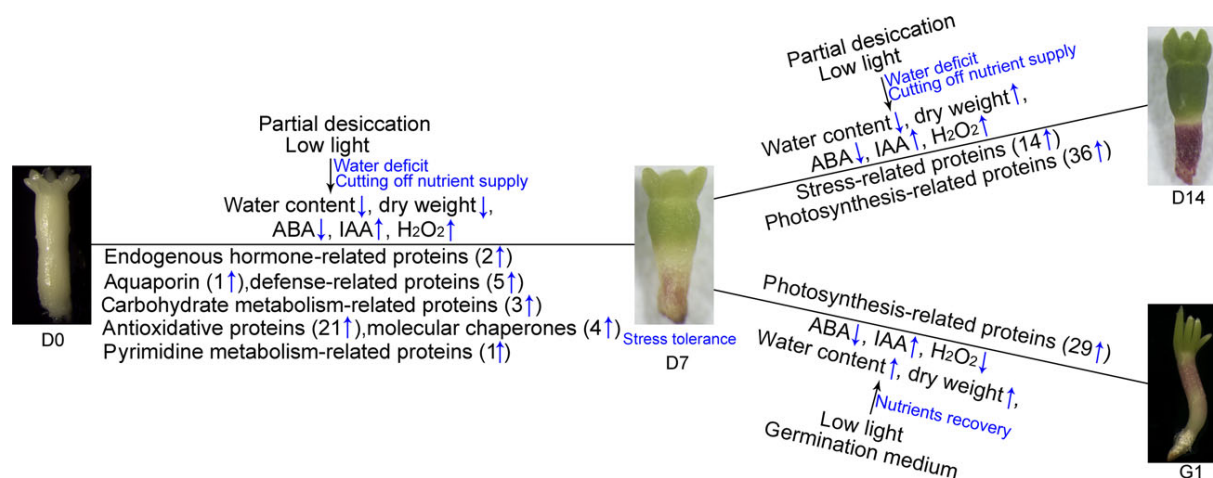 Partial desiccation
Low light
Water deficit
Cutting off nutrient supply
Water content↓, dry weight↓,
ABA↓, IAA↑, H₂O₂↑
Endogenous hormone-related proteins (2↑)
Aquaporin (1↑),defense-related proteins (5↑)
Carbohydrate metabolism-related proteins (3↑)
Antioxidative proteins (21↑),molecular chaperones (4↑)
Pyrimidine metabolism-related proteins (1↑)
D0
Stress tolerance
D7
Partial desiccation
Low light
Water deficit
Cutting off nutrient supply
Water content↓, dry weight↑,
ABA↓, IAA↑, H₂O₂↑
Stress-related proteins (14↑)
Photosynthesis-related proteins (36↑)
D14
Photosynthesis-related proteins (29↑)
ABA↓, IAA↑, H₂O₂↓
Water content↑, dry weight↑,
Nutrients recovery
Low light
Germination medium
G1